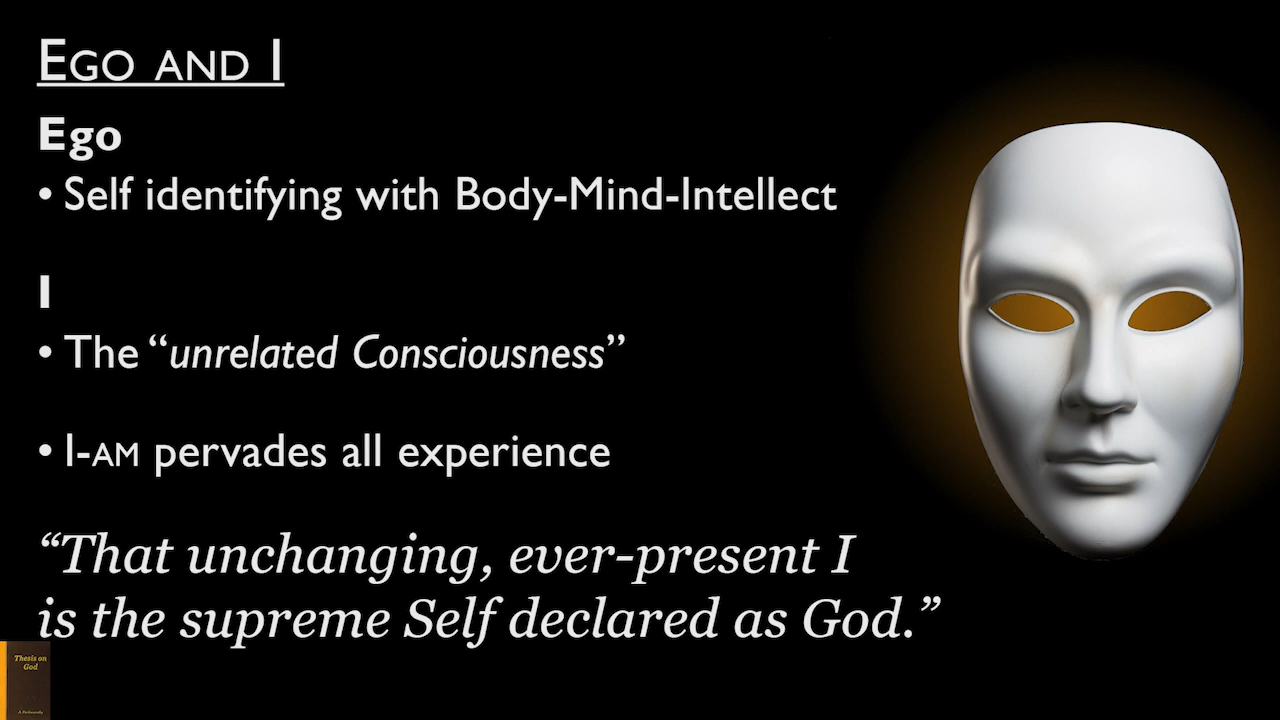 EGO AND I
Ego
• Self identifying with Body-Mind-Intellect
I
• The “unrelated Consciousness”
• I-AM pervades all experience
“That unchanging, ever-present I
is the supreme Self declared as God.”
Thesis on
God
A Parthasarathy